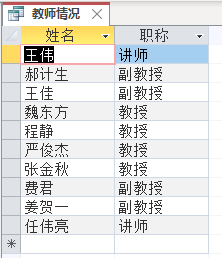 教师情况
姓名 职称
王伟 讲师
郝计生 副教授
王佳 副教授
魏东方 教授
程静 教授
严俊杰 教授
张金秋 教授
费君 副教授
姜贺一 副教授
任伟亮 讲师